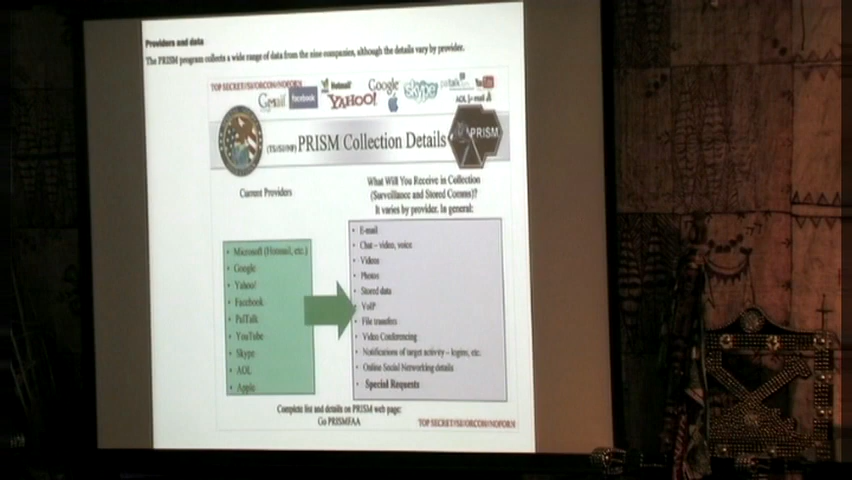 Providers and data
The PRISM program collects a wide range of data from the nine companies, although the details vary by provider.
TOP SECRET//SI//ORCON//NOFORN
Gmail facebook Hotmail YAHOO! Google skype paltalk YouTube
AOL mail
(TS//SI//NF) PRISM Collection Details
PRISM
Current Providers
What Will You Receive in Collection
(Surveillance and Stored Comms)?
It varies by provider. In general:
• Microsoft (Hotmail, etc.)
• Google
• Yahoo!
• Facebook
• PalTalk
• YouTube
• Skype
• AOL
• Apple
• E-mail
• Chat – video, voice
• Videos
• Photos
• Stored data
• VoIP
• File transfers
• Video Conferencing
• Notifications of target activity – logins, etc.
• Online Social Networking details
• Special Requests
Complete list and details on PRISM web page:
Go PRISMFAA
TOP SECRET//SI//ORCON//NOFORN